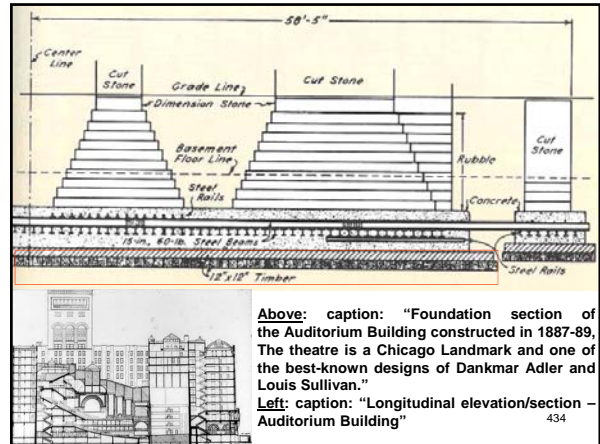 58'-5"
Center
Line
Cut
Stone
Grade Line
Cut Stone
Dimension Stone
Basement
Floor Line
Rubble
Cut
Stone
Steel
Rails
Concrete
15-in, 60-lb. Steel Beams
Steel Rails
12"x12" Timber
Above: caption: “Foundation section of
the Auditorium Building constructed in 1887-89,
The theatre is a Chicago Landmark and one of
the best-known designs of Dankmar Adler and
Louis Sullivan.”
Left: caption: “Longitudinal elevation/section –
Auditorium Building”
434